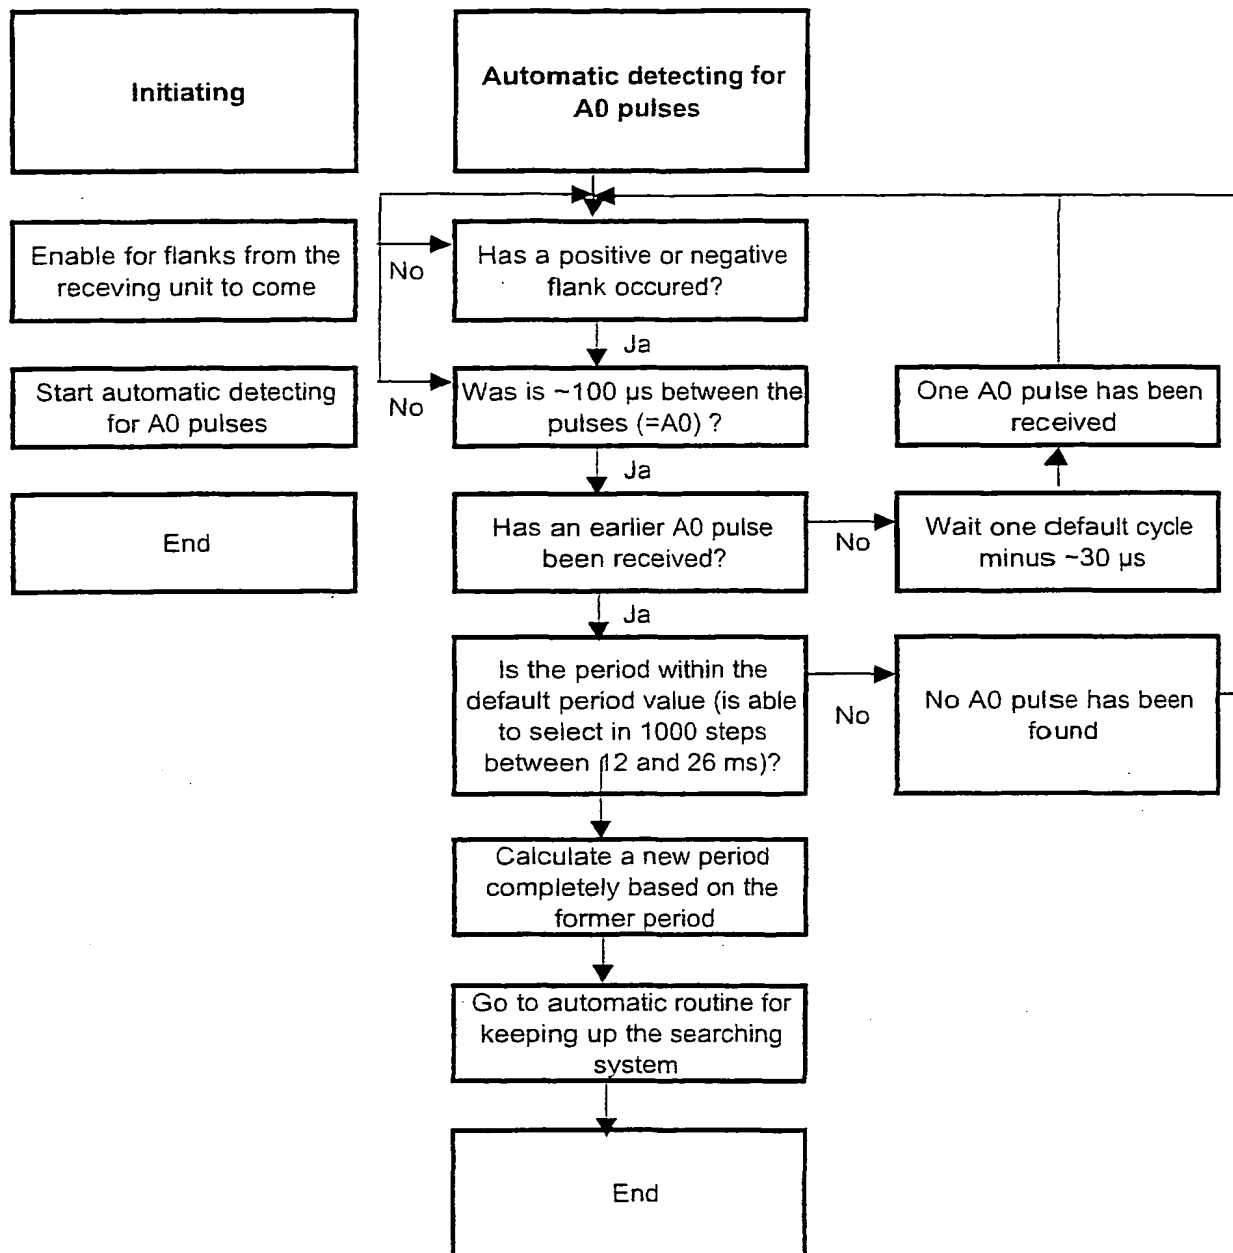 Initiating
Enable for flanks from the
receving unit to come
Start automatic detecting
for A0 pulses
End
Automatic detecting for
A0 pulses
No
Has a positive or negative
flank occured?
Ja
No
Was is ~100 µs between the
pulses (=A0) ?
Ja
Has an earlier A0 pulse
been received?
No
Wait one default cycle
minus ~30 µs
One A0 pulse has been
received
Ja
Is the period within the
default period value (is able
to select in 1000 steps
between 12 and 26 ms)?
No
No A0 pulse has been
found
Calculate a new period
completely based on the
former period
Go to automatic routine for
keeping up the searching
system
End